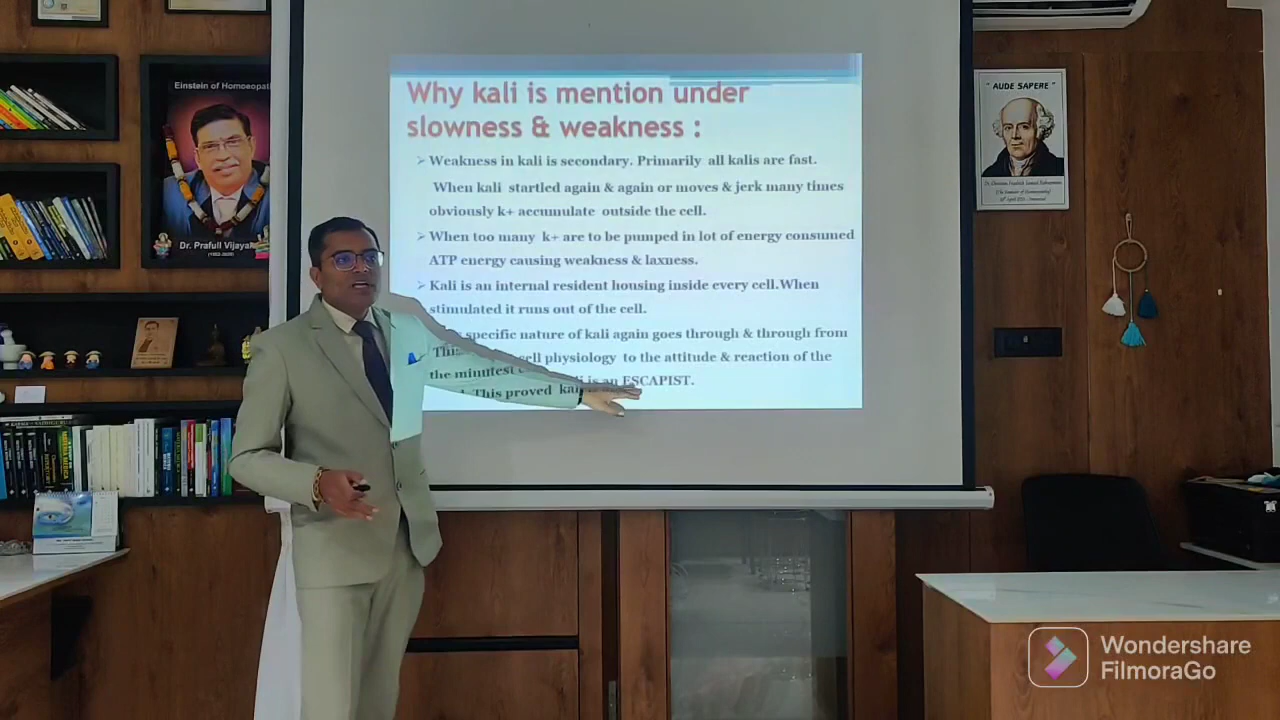 Einstein of Homoeopat
Dr. Prafull Vijaya
" AUDE SAPERE "
Why kali is mention under
slowness & weakness :
Weakness in kali is secondary. Primarily all kalis are fast.
When kali startled again & again or moves & jerk many times
obviously k+ accumulate outside the cell.
When too many k+ are to be pumped in lot of energy consumed
ATP energy causing weakness & laxness.
Kali is an internal resident housing inside every cell.When
stimulated it runs out of the cell.
specific nature of kali again goes through & through from
the minutest cell physiology to the attitude & reaction of the
This proved kali is an ESCAPIST.
Wondershare
FilmoraGo